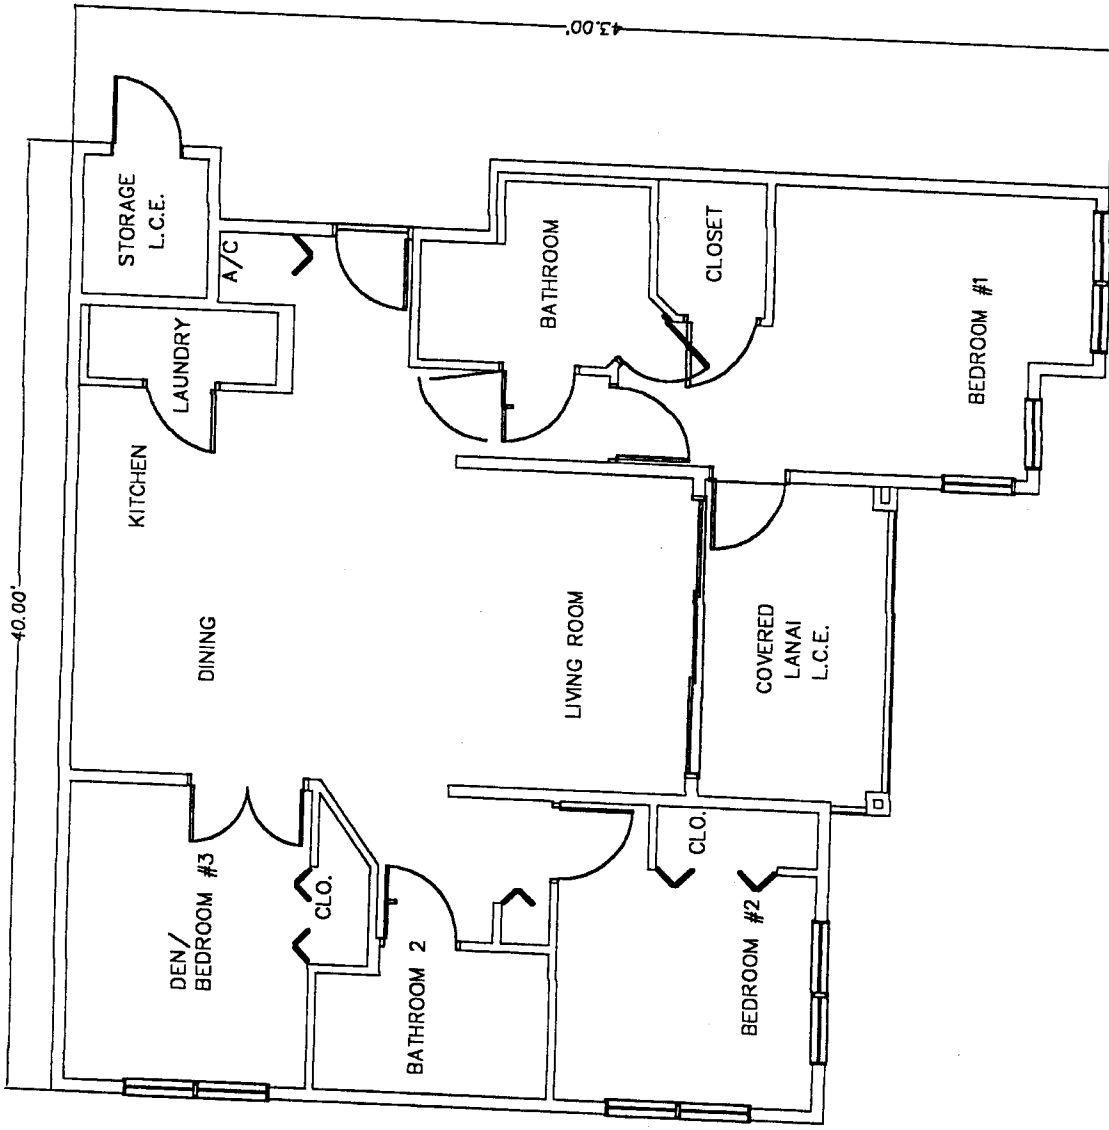 43.00'
40.00'
STORAGE
L.C.E.
A/C
LAUNDRY
KITCHEN
BATHROOM
CLOSET
BEDROOM #1
DINING
LIVING ROOM
COVERED
LANAI
L.C.E.
DEN/
BEDROOM #3
CLO.
BATHROOM 2
CLO.
BEDROOM #2